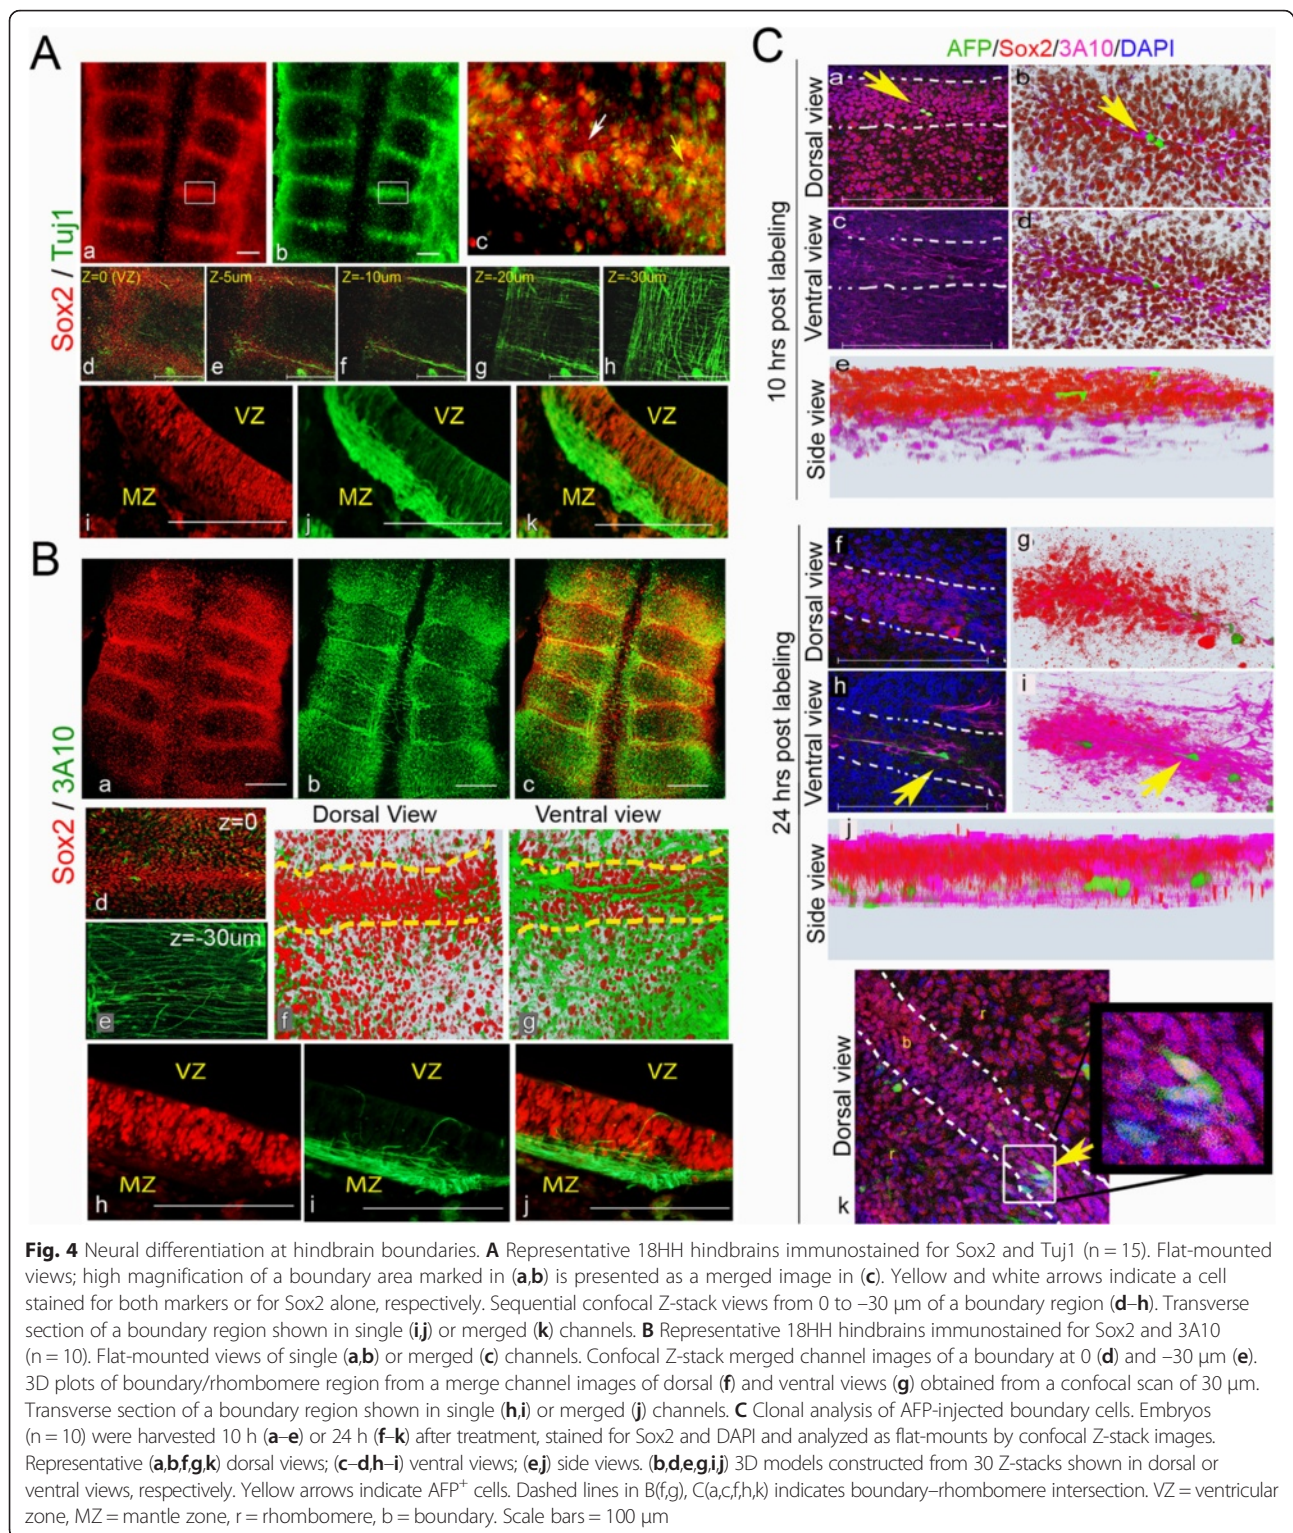 A
Sox2 / Tuj1
a
b
c
Z=0 (VZ)
Z-5um
Z=-10um
Z=-20um
Z=-30um
d
e
f
g
h
VZ
VZ
VZ
MZ
MZ
MZ
i
j
k
B
Sox2 / 3A10
a
b
c
Dorsal View
Ventral view
z=0
d
z=-30um
e
f
g
VZ
VZ
VZ
MZ
MZ
MZ
h
i
j
C
AFP/Sox2/3A10/DAPI
10 hrs post labeling
Dorsal view
a
b
Ventral view
c
d
Side view
e
24 hrs post labeling
Dorsal view
f
g
Ventral view
h
i
Side view
j
Dorsal view
r
b
r
k
Fig. 4 Neural differentiation at hindbrain boundaries. A Representative 18HH hindbrains immunostained for Sox2 and Tuj1 (n = 15). Flat-mounted
views; high magnification of a boundary area marked in (a,b) is presented as a merged image in (c). Yellow and white arrows indicate a cell
stained for both markers or for Sox2 alone, respectively. Sequential confocal Z-stack views from 0 to –30 μm of a boundary region (d–h). Transverse
section of a boundary region shown in single (i,j) or merged (k) channels. B Representative 18HH hindbrains immunostained for Sox2 and 3A10
(n = 10). Flat-mounted views of single (a,b) or merged (c) channels. Confocal Z-stack merged channel images of a boundary at 0 (d) and –30 μm (e).
3D plots of boundary/rhombomere region from a merge channel images of dorsal (f) and ventral views (g) obtained from a confocal scan of 30 μm.
Transverse section of a boundary region shown in single (h,i) or merged (j) channels. C Clonal analysis of AFP-injected boundary cells. Embryos
(n = 10) were harvested 10 h (a–e) or 24 h (f–k) after treatment, stained for Sox2 and DAPI and analyzed as flat-mounts by confocal Z-stack images.
Representative (a,b,f,g,k) dorsal views; (c–d,h–i) ventral views; (e,j) side views. (b,d,e,g,i,j) 3D models constructed from 30 Z-stacks shown in dorsal or
ventral views, respectively. Yellow arrows indicate AFP⁺ cells. Dashed lines in B(f,g), C(a,c,f,h,k) indicates boundary–rhombomere intersection. VZ = ventricular
zone, MZ = mantle zone, r = rhombomere, b = boundary. Scale bars = 100 μm